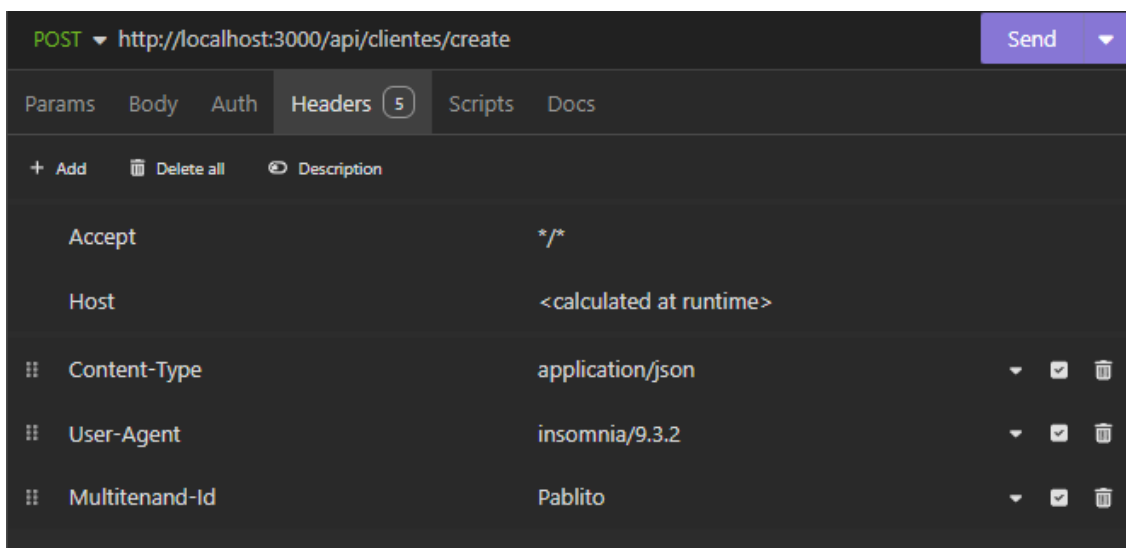 POST http://localhost:3000/api/clientes/create Send
Params Body Auth Headers 5 Scripts Docs
+ Add Delete all Description
Accept */*
Host <calculated at runtime>
Content-Type application/json
User-Agent insomnia/9.3.2
Multitenand-Id Pablito